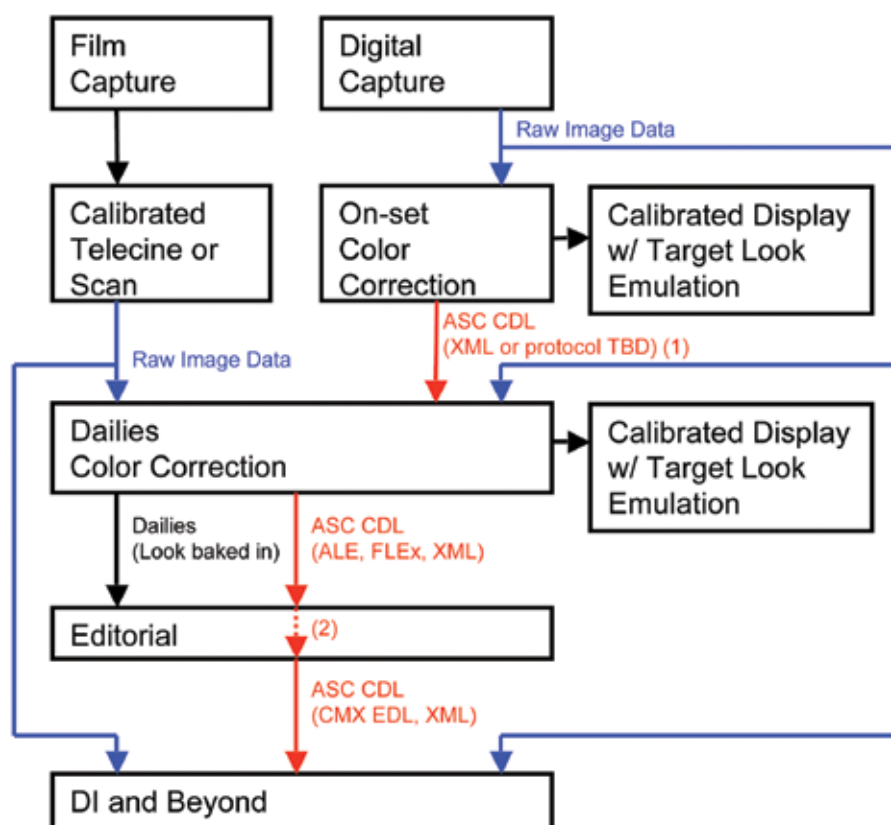 Film
Capture
Digital
Capture
Raw Image Data
Calibrated
Telecine or
Scan
On-set
Color
Correction
Calibrated Display
w/ Target Look
Emulation
ASC CDL
(XML or protocol TBD) (1)
Raw Image Data
Dailies
Color Correction
Calibrated Display
w/ Target Look
Emulation
Dailies
(Look baked in)
ASC CDL
(ALE, FLEx, XML)
Editorial
(2)
ASC CDL
(CMX EDL, XML)
DI and Beyond